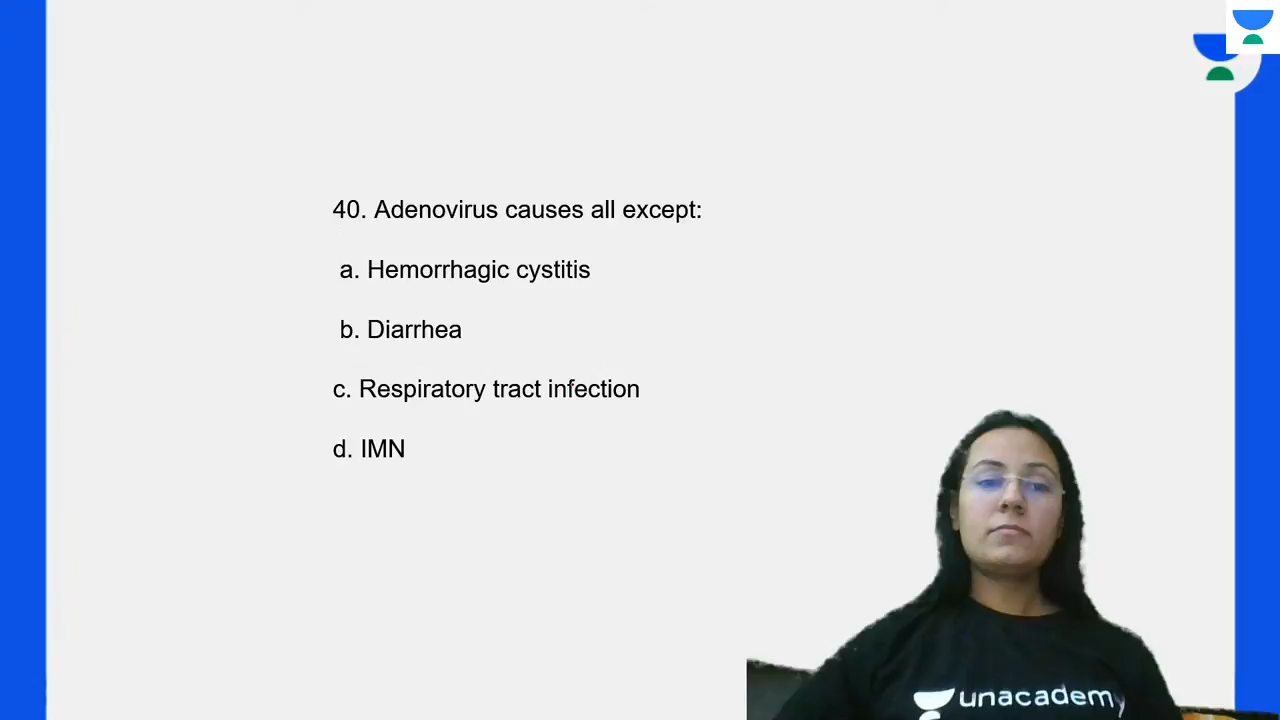 40. Adenovirus causes all except:
a. Hemorrhagic cystitis
b. Diarrhea
c. Respiratory tract infection
d. IMN
unacademy